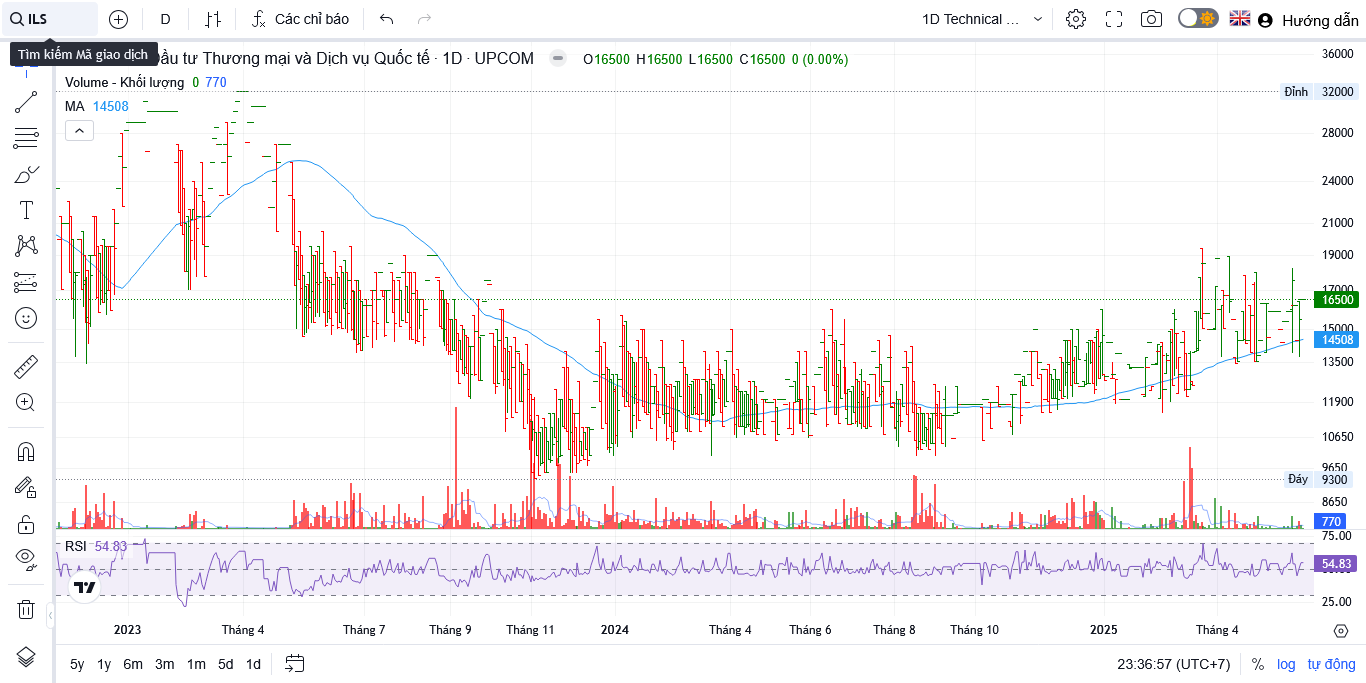 ILS
D
Các chỉ báo
1D Technical ...
Hướng dẫn
Tìm kiếm Mã giao dịch
Đầu tư Thương mại và Dịch vụ Quốc tế · 1D · UPCOM
O16500 H16500 L16500 C16500 0 (0.00%)
Volume - Khối lượng 0 770
MA 14508
36000
Đỉnh 32000
28000
24000
21000
19000
17000
16500
15000
14508
13500
11900
10650
9650
Đáy 9300
8650
770
75.00
RSI 54.83
54.83
25.00
2023 Tháng 4 Tháng 7 Tháng 9 Tháng 11 2024 Tháng 4 Tháng 6 Tháng 8 Tháng 10 2025 Tháng 4
5y 1y 6m 3m 1m 5d 1d
23:36:57 (UTC+7) % log tự động